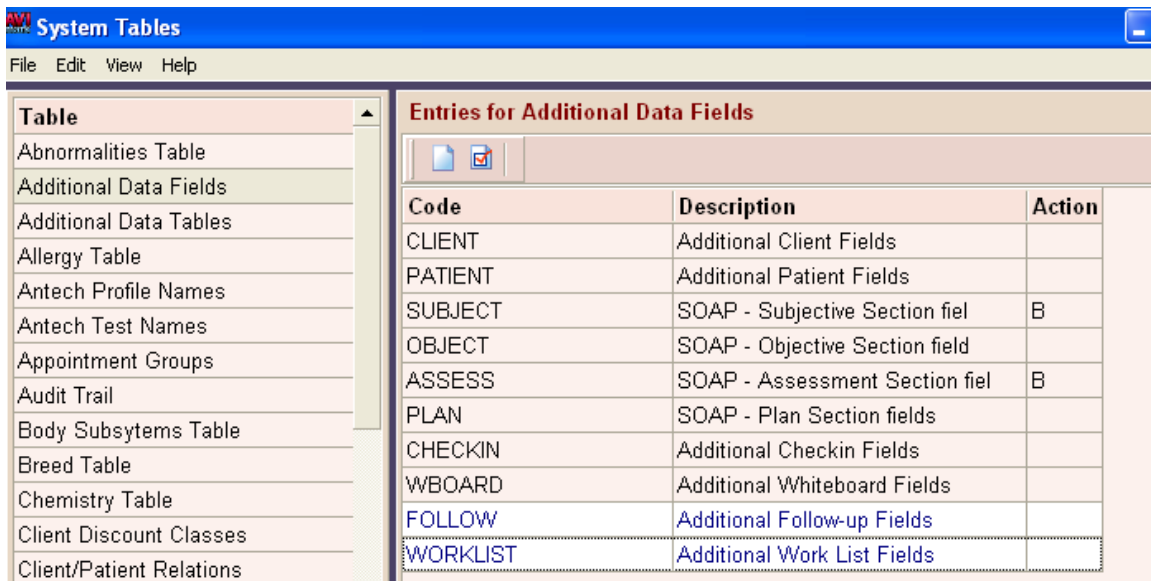 AVI mark System Tables
File Edit View Help
Table
Abnormalities Table
Additional Data Fields
Additional Data Tables
Allergy Table
Antech Profile Names
Antech Test Names
Appointment Groups
Audit Trail
Body Subsytems Table
Breed Table
Chemistry Table
Client Discount Classes
Client/Patient Relations
Entries for Additional Data Fields
Code Description Action
CLIENT Additional Client Fields
PATIENT Additional Patient Fields
SUBJECT SOAP - Subjective Section fiel B
OBJECT SOAP - Objective Section field
ASSESS SOAP - Assessment Section fiel B
PLAN SOAP - Plan Section fields
CHECKIN Additional Checkin Fields
WBOARD Additional Whiteboard Fields
FOLLOW Additional Follow-up Fields
WORKLIST Additional Work List Fields